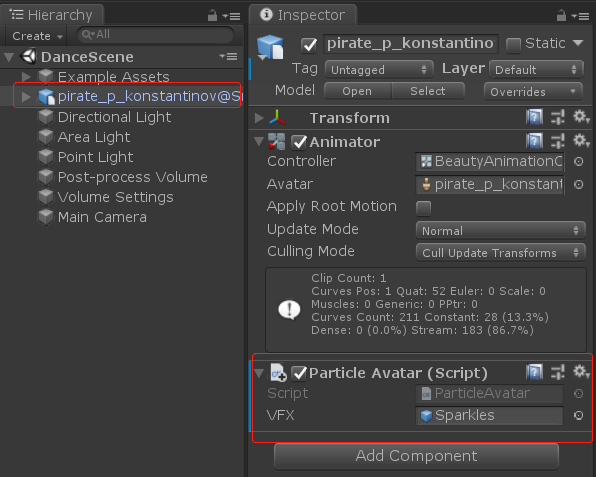 Hierarchy
Create
All
DanceScene
Example Assets
pirate_p_konstantinov@S
Directional Light
Area Light
Point Light
Post-process Volume
Volume Settings
Main Camera
Inspector
pirate_p_konstantino
Static
Tag Untagged Layer Default
Model Open Select Overrides
Transform
Animator
Controller BeautyAnimationC
Avatar pirate_p_konstant
Apply Root Motion
Update Mode Normal
Culling Mode Cull Update Transforms
Clip Count: 1
Curves Pos: 1 Quat: 52 Euler: 0 Scale: 0
Muscles: 0 Generic: 0 PPtr: 0
Curves Count: 211 Constant: 28 (13.3%)
Dense: 0 (0.0%) Stream: 183 (86.7%)
Particle Avatar (Script)
Script ParticleAvatar
VFX Sparkles
Add Component